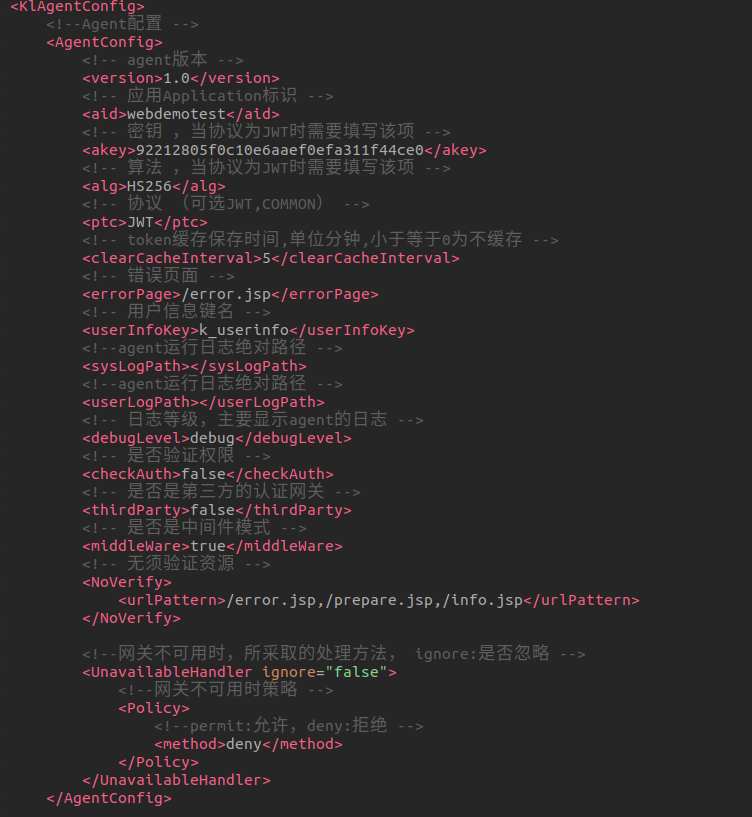 <KlAgentConfig>
<!--Agent配置 -->
<AgentConfig>
<!-- agent版本 -->
<version>1.0</version>
<!-- 应用Application标识 -->
<aid>webdemotest</aid>
<!-- 密钥 ，当协议为JWT时需要填写该项 -->
<akey>92212805f0c10e6aaef0efa311f44ce0</akey>
<!-- 算法 ，当协议为JWT时需要填写该项 -->
<alg>HS256</alg>
<!-- 协议 （可选JWT,COMMON） -->
<ptc>JWT</ptc>
<!-- token缓存保存时间,单位分钟,小于等于0为不缓存 -->
<clearCacheInterval>5</clearCacheInterval>
<!-- 错误页面 -->
<errorPage>/error.jsp</errorPage>
<!-- 用户信息键名 -->
<userInfoKey>k_userinfo</userInfoKey>
<!--agent运行日志绝对路径 -->
<sysLogPath></sysLogPath>
<!--agent运行日志绝对路径 -->
<userLogPath></userLogPath>
<!-- 日志等级，主要显示agent的日志 -->
<debugLevel>debug</debugLevel>
<!-- 是否验证权限 -->
<checkAuth>false</checkAuth>
<!-- 是否是第三方的认证网关 -->
<thirdParty>false</thirdParty>
<!-- 是否是中间件模式 -->
<middleWare>true</middleWare>
<!-- 无须验证资源 -->
<NoVerify>
<urlPattern>/error.jsp,/prepare.jsp,/info.jsp</urlPattern>
</NoVerify>
<!--网关不可用时，所采取的处理方法， ignore:是否忽略 -->
<UnavailableHandler ignore="false">
<!--网关不可用时策略 -->
<Policy>
<!--permit:允许，deny:拒绝 -->
<method>deny</method>
</Policy>
</UnavailableHandler>
</AgentConfig>